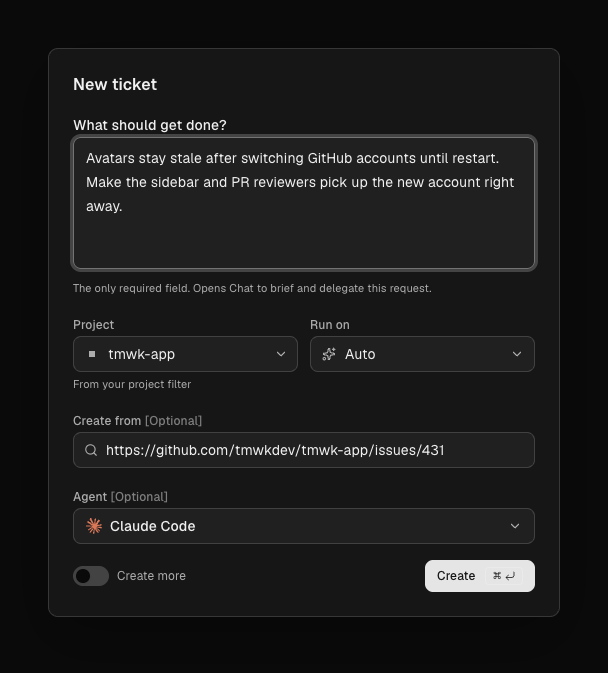 New ticket
What should get done?
Avatars stay stale after switching GitHub accounts until restart.
Make the sidebar and PR reviewers pick up the new account right
away.
The only required field. Opens Chat to brief and delegate this request.
Project
Run on
tmwk-app
Auto
From your project filter
Create from [Optional]
https://github.com/tmwkdev/tmwk-app/issues/431
Agent [Optional]
Claude Code
Create more
Create ⌘ ⏎